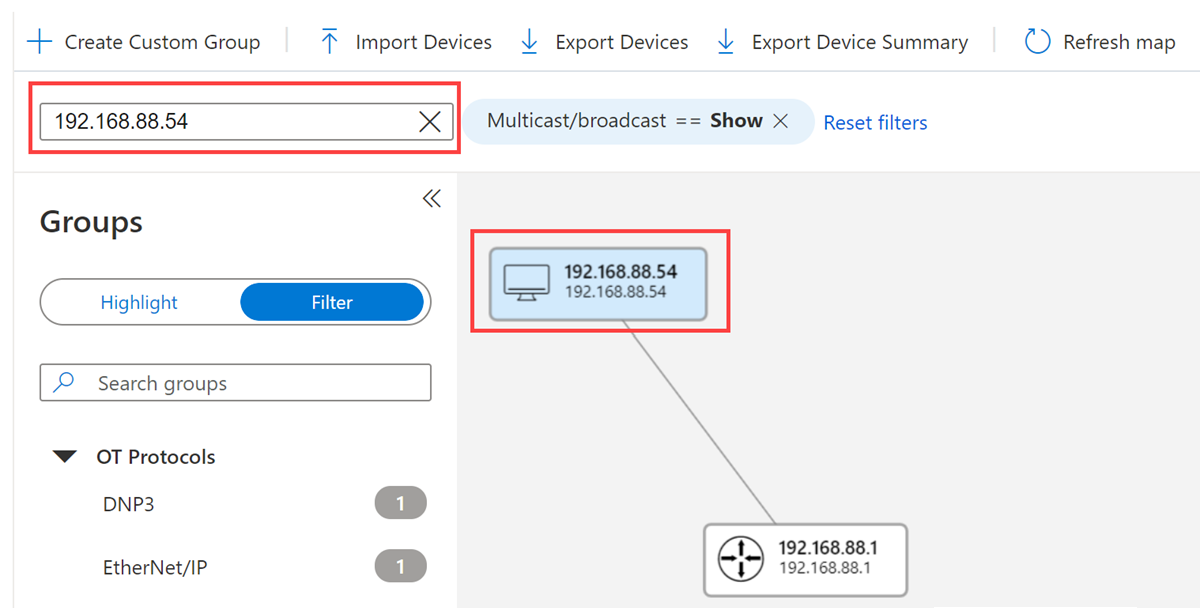 Create Custom Group Import Devices Export Devices Export Device Summary Refresh map
192.168.88.54 Multicast/broadcast == Show Reset filters
Groups
Highlight Filter
Search groups
OT Protocols
DNP3 1
EtherNet/IP 1
192.168.88.54
192.168.88.54
192.168.88.1
192.168.88.1